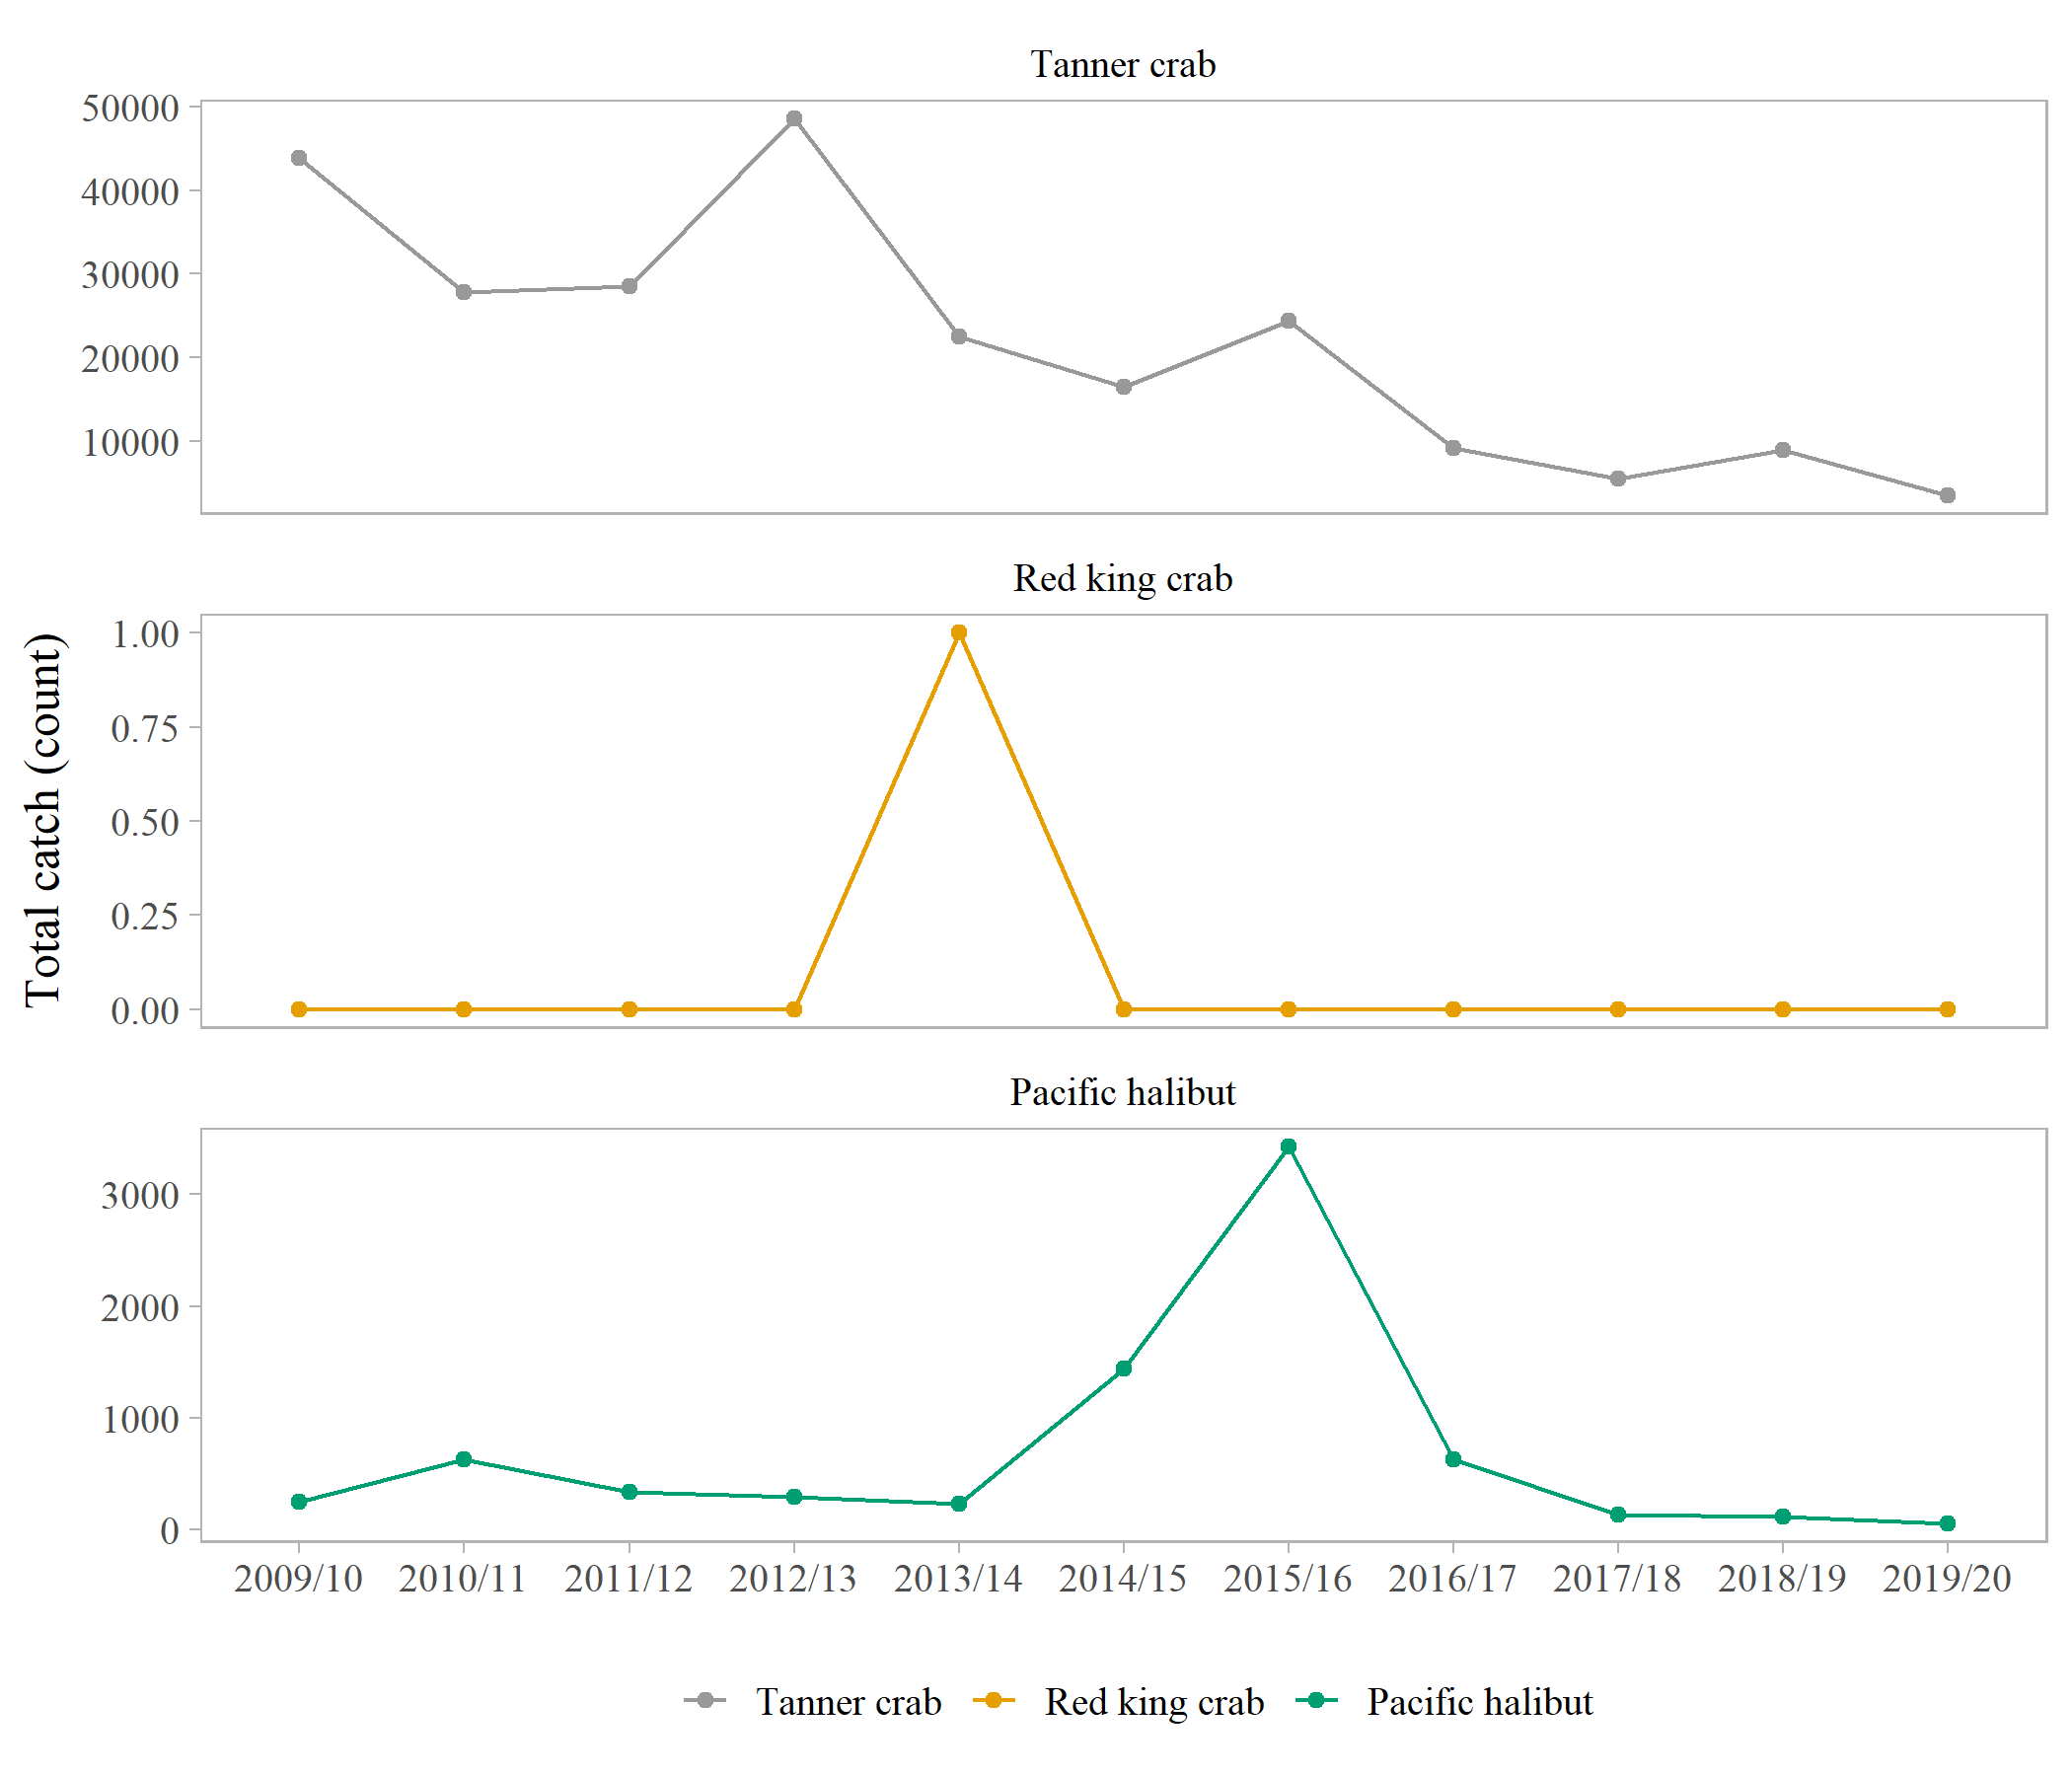 Tanner crab
50000
40000
30000
20000
10000
Red king crab
Total catch (count)
1.00
0.75
0.50
0.25
0.00
Pacific halibut
3000
2000
1000
0
2009/10 2010/11 2011/12 2012/13 2013/14 2014/15 2015/16 2016/17 2017/18 2018/19 2019/20
Tanner crab Red king crab Pacific halibut